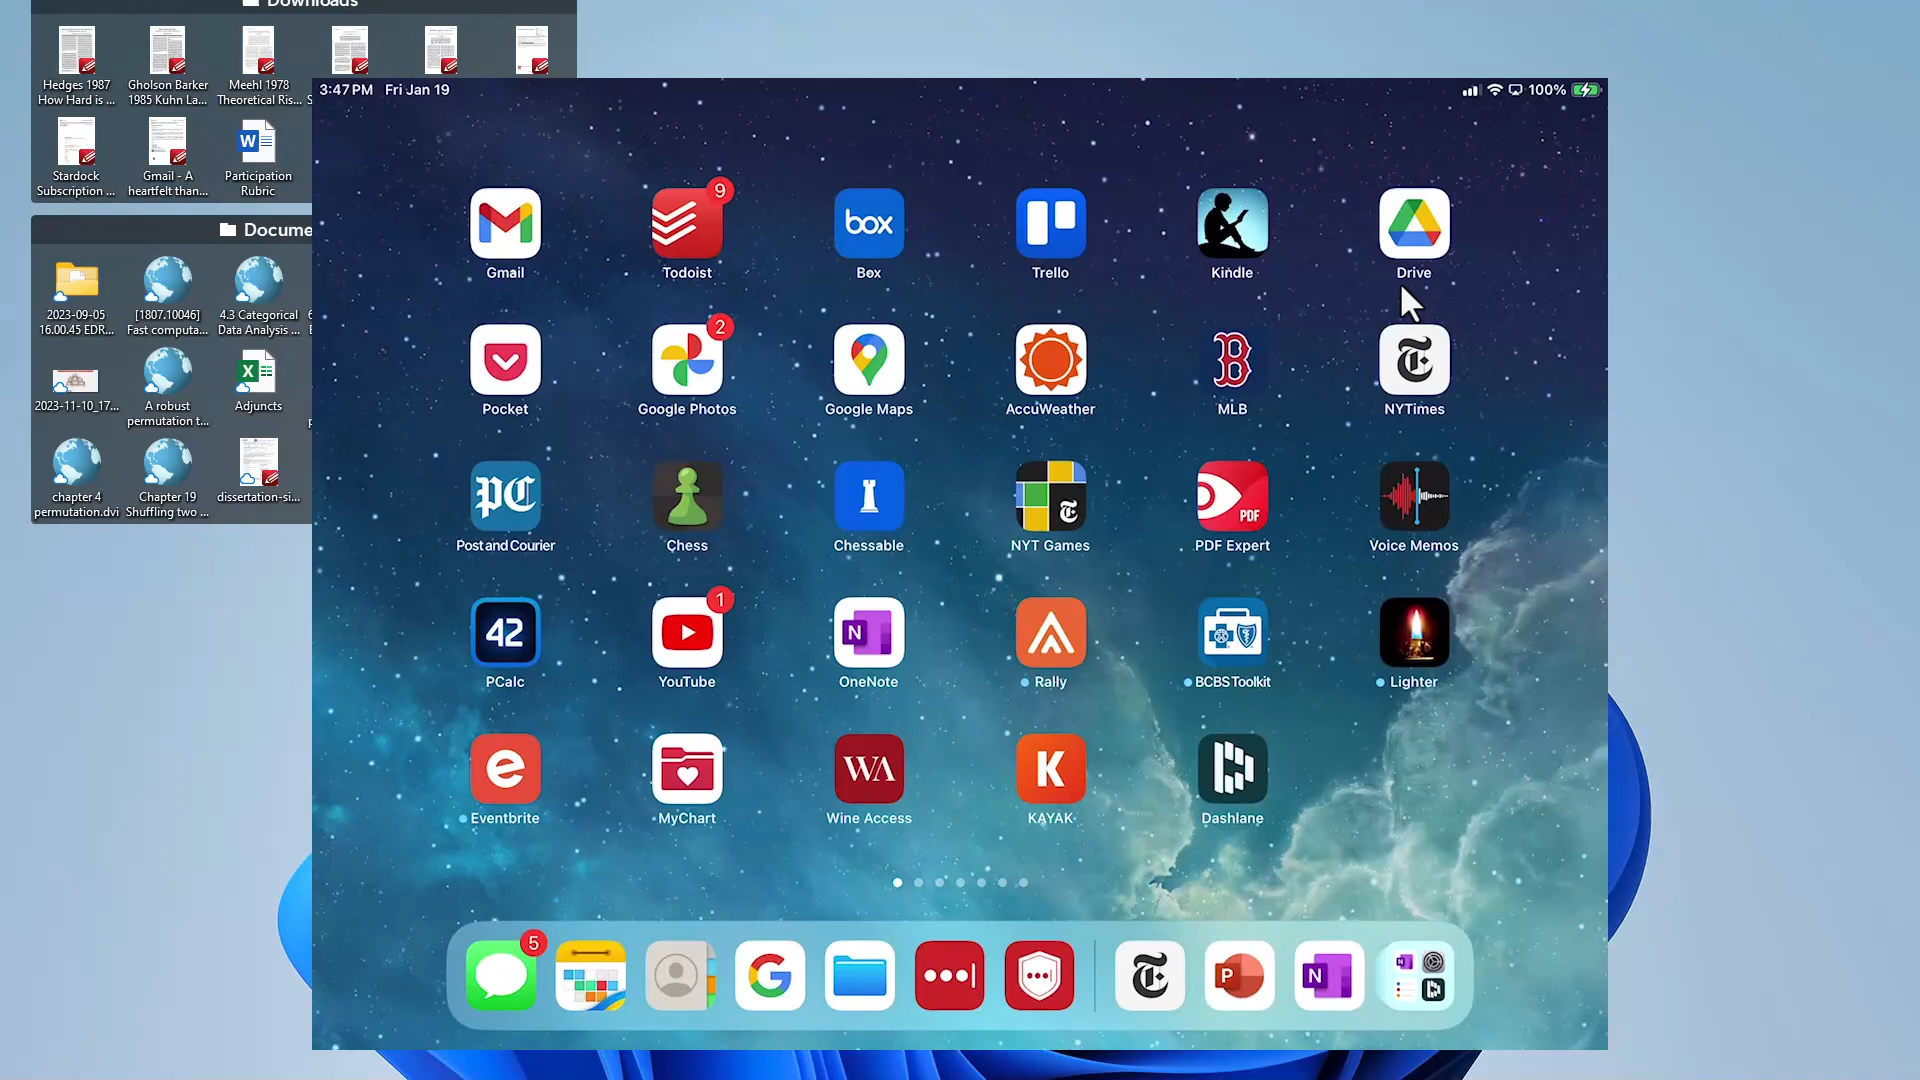 Downloads
Hedges 1987
How Hard is ...
Gholson Barker
1985 Kuhn La...
Meehl 1978
Theoretical Ris...
Stardock
Subscription ...
Gmail - A
heartfelt than...
Participation
Rubric
Docume
2023-09-05
16.00.45 EDR...
[1807.10046]
Fast computa...
4.3 Categorical
Data Analysis ...
2023-11-10_17...
A robust
permutation t...
Adjuncts
chapter 4
permutation.dvi
Chapter 19
Shuffling two ...
dissertation-si...
3:47 PM Fri Jan 19
100%
9
box
Gmail
Todoist
Box
Trello
Kindle
Drive
2
B
Pocket
Google Photos
Google Maps
AccuWeather
MLB
NYTimes
PC
PDF
Post and Courier
Chess
Chessable
NYT Games
PDF Expert
Voice Memos
42
1
N
PCalc
YouTube
OneNote
Rally
BCBS Toolkit
Lighter
e
WA
K
Eventbrite
MyChart
Wine Access
KAYAK
Dashlane
5
G
P
N